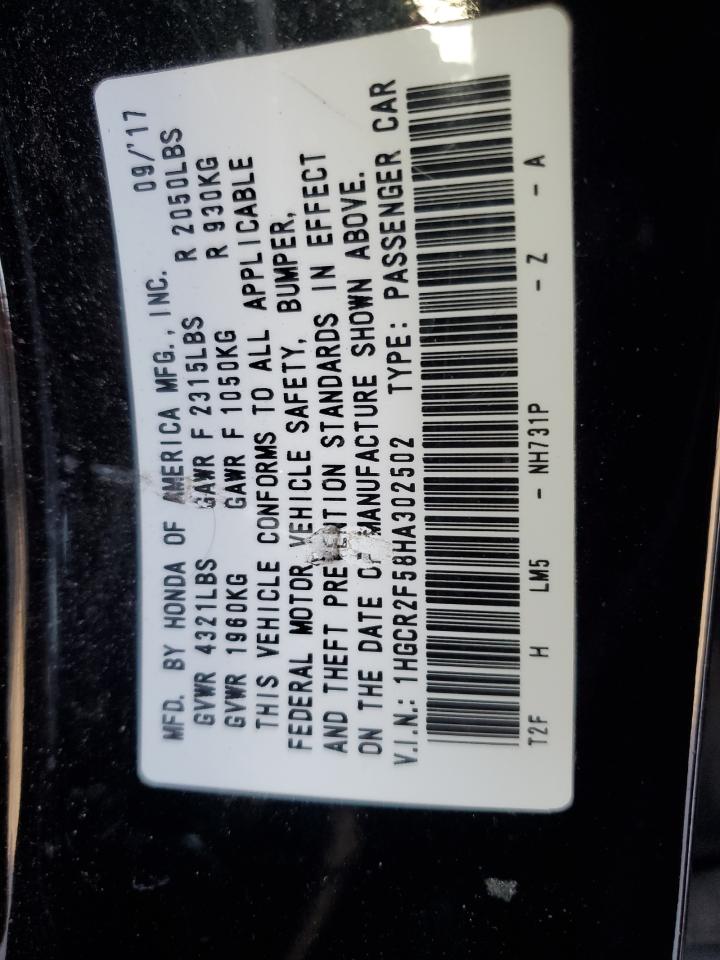 MFD. BY HONDA OF AMERICA MFG., INC. 09/'17
GVWR 4321LBS GAWR F 2315LBS R 2050LBS
GVWR 1960KG GAWR F 1050KG R 930KG
THIS VEHICLE CONFORMS TO ALL APPLICABLE
FEDERAL MOTOR VEHICLE SAFETY, BUMPER,
AND THEFT PREVENTION STANDARDS IN EFFECT
ON THE DATE OF MANUFACTURE SHOWN ABOVE.
V.I.N.: 1HGCR2F58HA302502 TYPE: PASSENGER CAR
T2F H LM5 - NH731P - Z - A